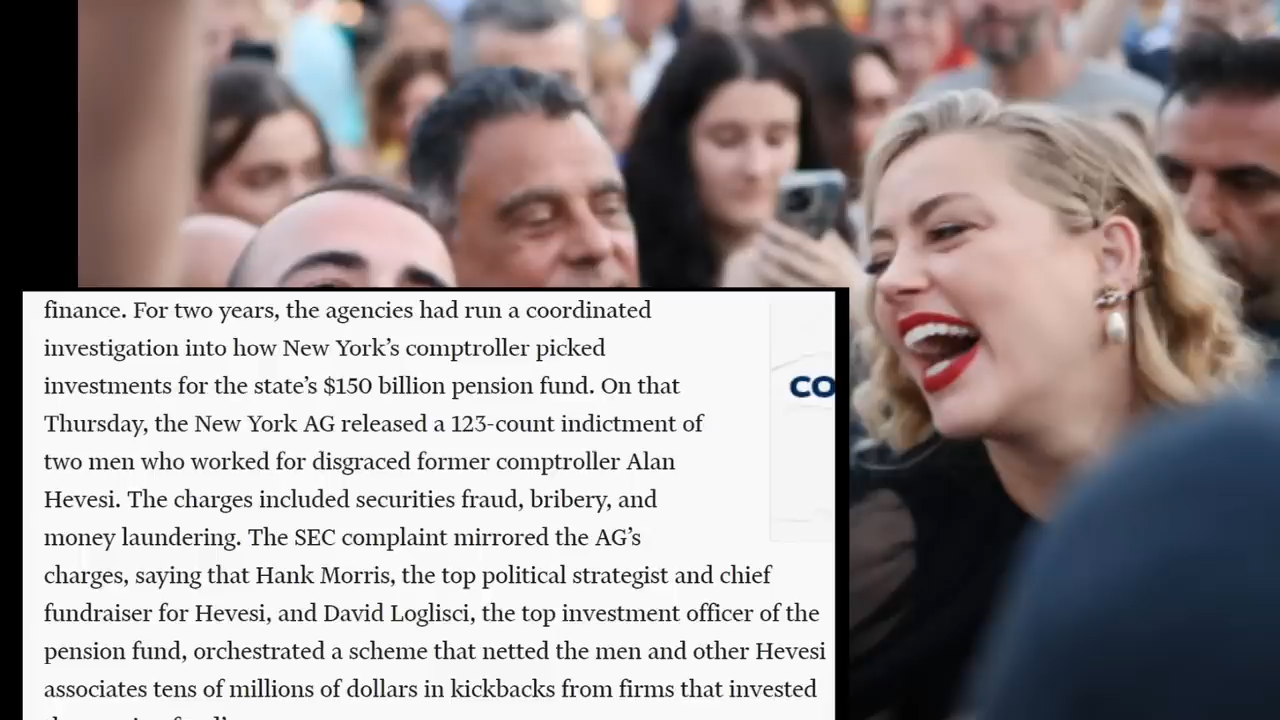 finance. For two years, the agencies had run a coordinated
investigation into how New York’s comptroller picked
investments for the state’s $150 billion pension fund. On that
CO
Thursday, the New York AG released a 123-count indictment of
two men who worked for disgraced former comptroller Alan
Hevesi. The charges included securities fraud, bribery, and
money laundering. The SEC complaint mirrored the AG’s
charges, saying that Hank Morris, the top political strategist and chief
fundraiser for Hevesi, and David Loglisci, the top investment officer of the
pension fund, orchestrated a scheme that netted the men and other Hevesi
associates tens of millions of dollars in kickbacks from firms that invested